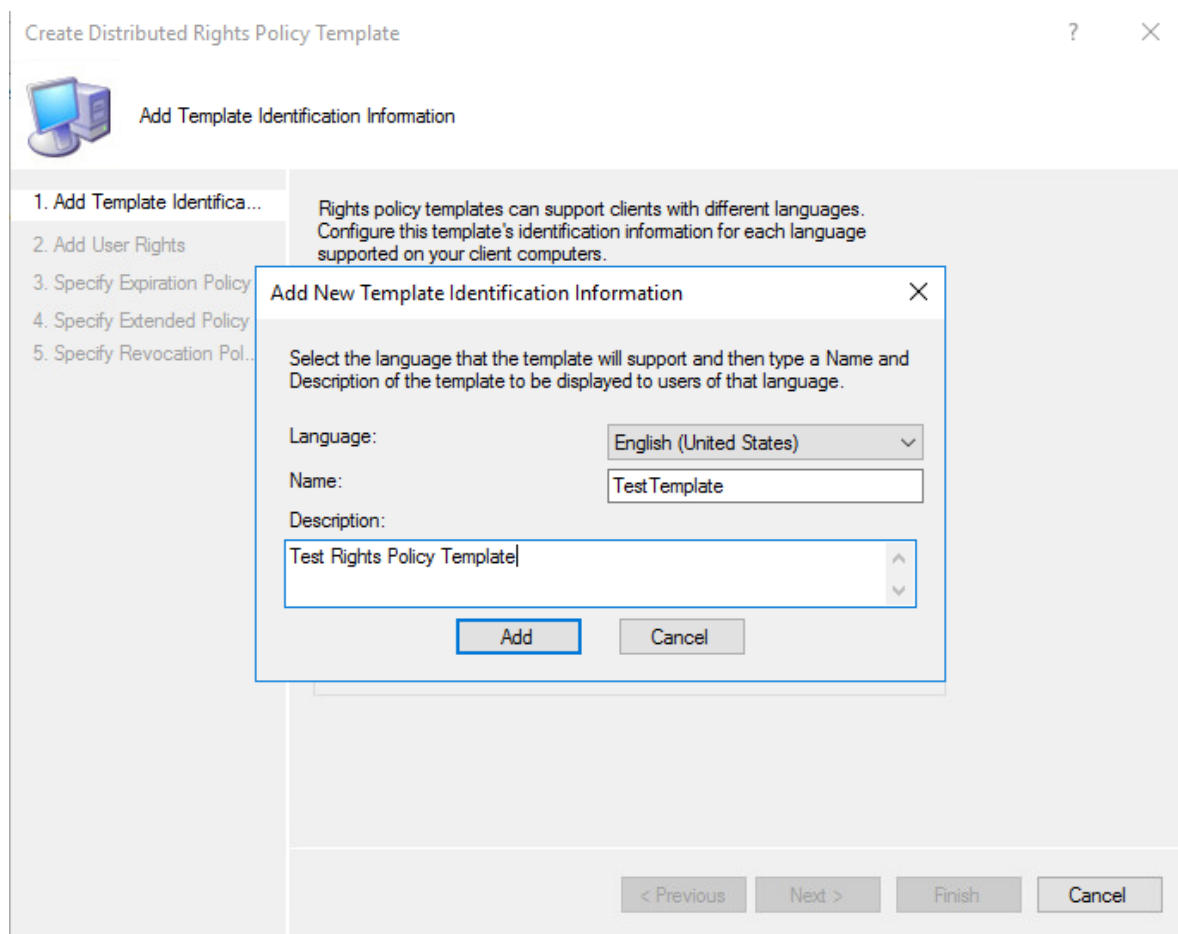 Create Distributed Rights Policy Template
?
Add Template Identification Information
1. Add Template Identifica...
2. Add User Rights
3. Specify Expiration Policy
4. Specify Extended Policy
5. Specify Revocation Pol...
Rights policy templates can support clients with different languages.
Configure this template's identification information for each language
supported on your client computers.
Add New Template Identification Information
Select the language that the template will support and then type a Name and
Description of the template to be displayed to users of that language.
Language:
English (United States)
Name:
TestTemplate
Description:
Test Rights Policy Template
Add
Cancel
< Previous
Next >
Finish
Cancel